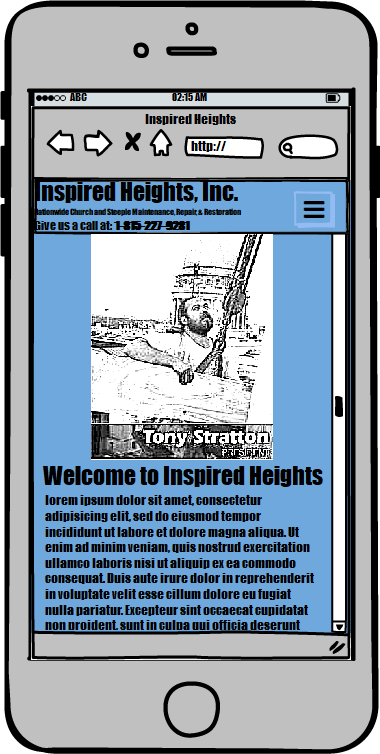 ABC 02:15 AM
Inspired Heights
http://
Inspired Heights, Inc.
Nationwide Church and Steeple Maintenance, Repair, & Restoration
Give us a call at: 1-815-227-9281
Tony Stratton
PRESIDENT
Welcome to Inspired Heights
lorem ipsum dolor sit amet, consectetur
adipisicing elit, sed do eiusmod tempor
incididunt ut labore et dolore magna aliqua. Ut
enim ad minim veniam, quis nostrud exercitation
ullamco laboris nisi ut aliquip ex ea commodo
consequat. Duis aute irure dolor in reprehenderit
in voluptate velit esse cillum dolore eu fugiat
nulla pariatur. Excepteur sint occaecat cupidatat
non proident, sunt in culpa qui officia deserunt